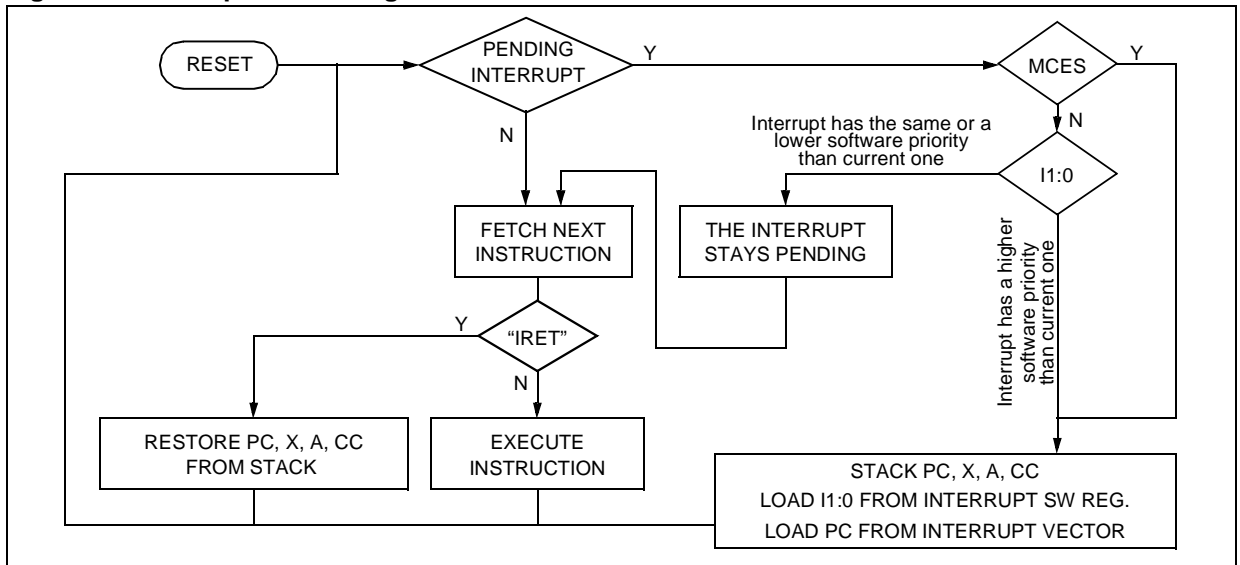 RESET
PENDING
INTERRUPT
Y
MCES
Y
N
N
Interrupt has the same or a
lower software priority
than current one
I1:0
FETCH NEXT
INSTRUCTION
THE INTERRUPT
STAYS PENDING
Interrupt has a higher
software priority
than current one
Y
“IRET”
N
RESTORE PC, X, A, CC
FROM STACK
EXECUTE
INSTRUCTION
STACK PC, X, A, CC
LOAD I1:0 FROM INTERRUPT SW REG.
LOAD PC FROM INTERRUPT VECTOR